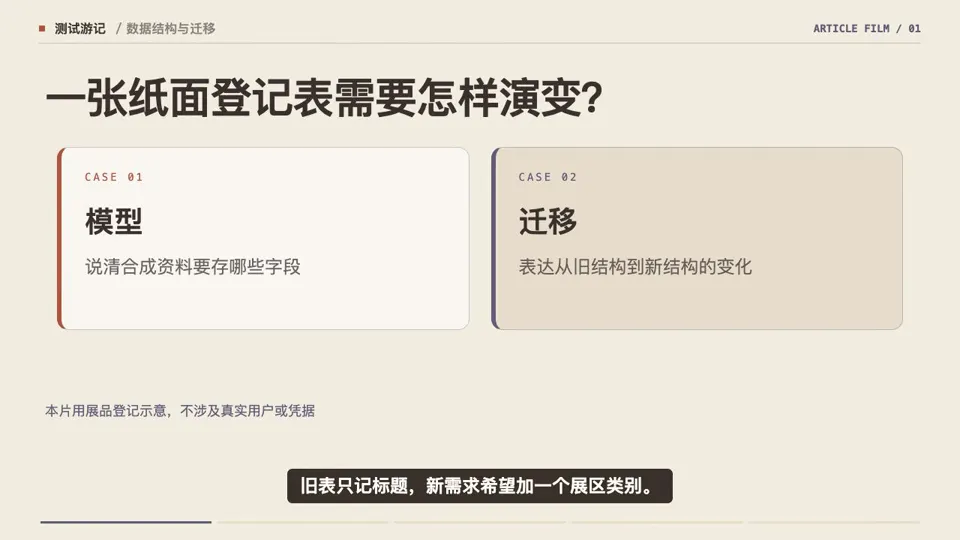 测试游记 / 数据结构与迁移
ARTICLE FILM / 01
一张纸面登记表需要怎样演变？
CASE 01
模型
说清合成资料要存哪些字段
CASE 02
迁移
表达从旧结构到新结构的变化
本片用展品登记示意，不涉及真实用户或凭据
旧表只记标题，新需求希望加一个展区类别。